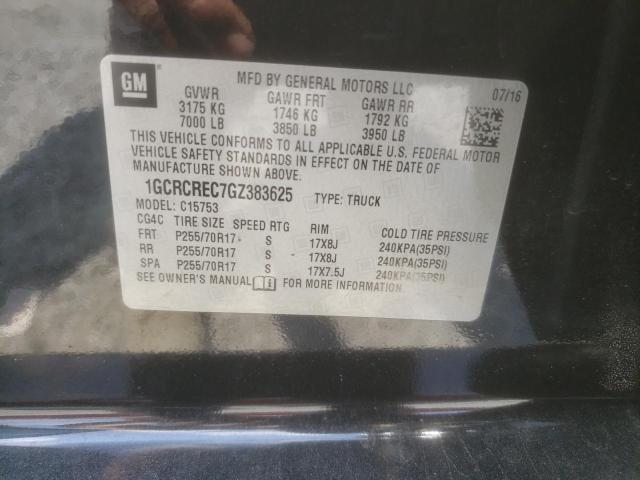 GM
MFD BY GENERAL MOTORS LLC
07/16
GVWR GAWR FRT GAWR RR
3175 KG 1746 KG 1792 KG
7000 LB 3850 LB 3950 LB
THIS VEHICLE CONFORMS TO ALL APPLICABLE U.S. FEDERAL MOTOR
VEHICLE SAFETY STANDARDS IN EFFECT ON THE DATE OF
MANUFACTURE SHOWN ABOVE.
1GCRCREC7GZ383625 TYPE: TRUCK
MODEL: C15753
CG4C TIRE SIZE SPEED RTG RIM COLD TIRE PRESSURE
FRT P255/70R17 S 17X8J 240KPA(35PSI)
RR P255/70R17 S 17X8J 240KPA(35PSI)
SPA P255/70R17 S 17X7.5J 240KPA(35PSI)
SEE OWNER'S MANUAL FOR MORE INFORMATION.